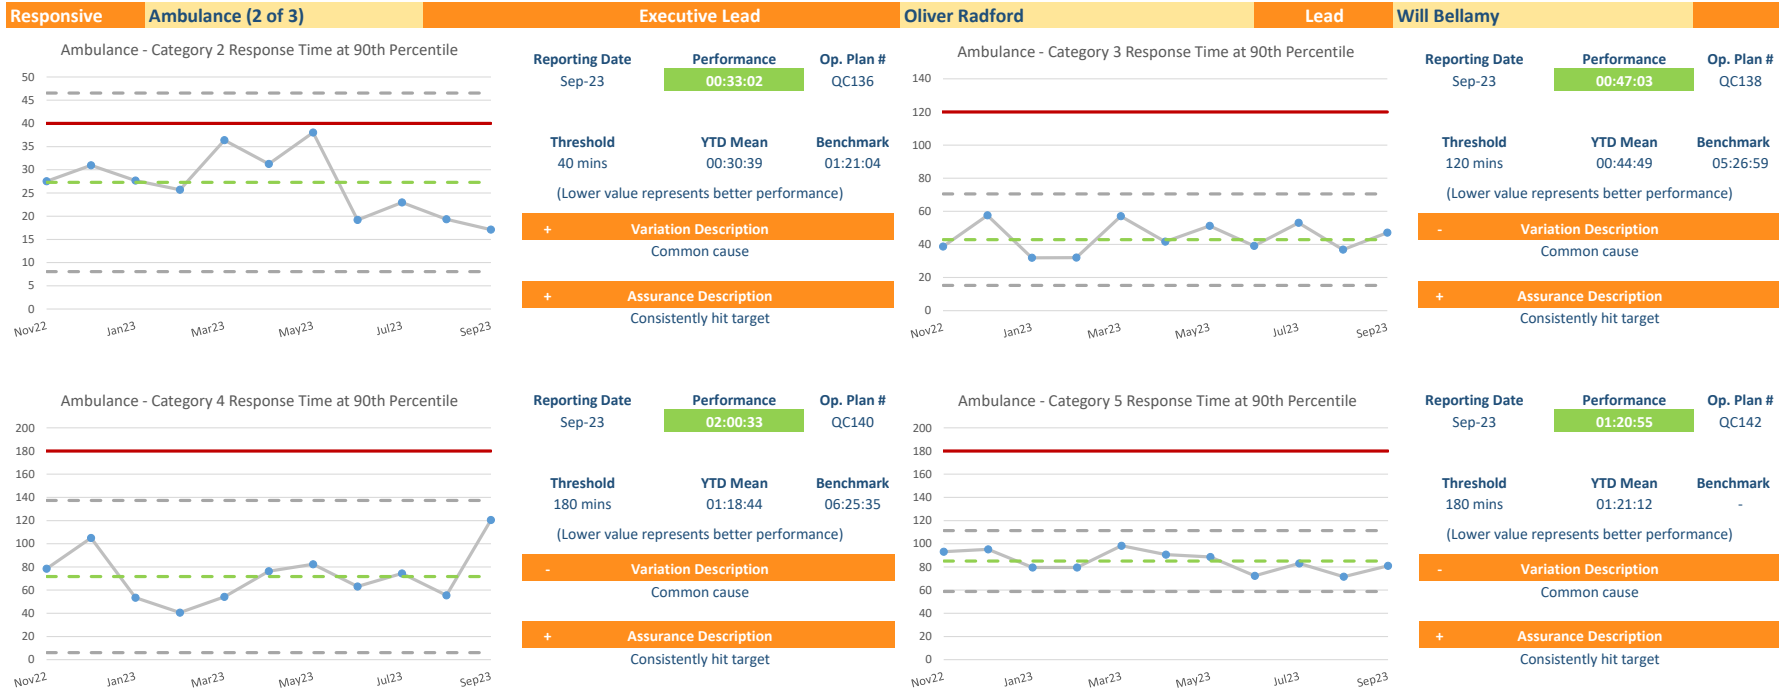 Responsive Ambulance (2 of 3) Executive Lead Oliver Radford Lead Will Bellamy
Ambulance - Category 2 Response Time at 90th Percentile
50
45
40
35
30
25
20
15
10
5
0
Nov22 Jan23 Mar23 May23 Jul23 Sep23
Reporting Date Performance Op. Plan #
Sep-23 00:33:02 QC136
Threshold YTD Mean Benchmark
40 mins 00:30:39 01:21:04
(Lower value represents better performance)
+ Variation Description
Common cause
+ Assurance Description
Consistently hit target
Ambulance - Category 3 Response Time at 90th Percentile
140
120
100
80
60
40
20
0
Nov22 Jan23 Mar23 May23 Jul23 Sep23
Reporting Date Performance Op. Plan #
Sep-23 00:47:03 QC138
Threshold YTD Mean Benchmark
120 mins 00:44:49 05:26:59
(Lower value represents better performance)
- Variation Description
Common cause
+ Assurance Description
Consistently hit target
Ambulance - Category 4 Response Time at 90th Percentile
200
180
160
140
120
100
80
60
40
20
0
Nov22 Jan23 Mar23 May23 Jul23 Sep23
Reporting Date Performance Op. Plan #
Sep-23 02:00:33 QC140
Threshold YTD Mean Benchmark
180 mins 01:18:44 06:25:35
(Lower value represents better performance)
- Variation Description
Common cause
+ Assurance Description
Consistently hit target
Ambulance - Category 5 Response Time at 90th Percentile
200
180
160
140
120
100
80
60
40
20
0
Nov22 Jan23 Mar23 May23 Jul23 Sep23
Reporting Date Performance Op. Plan #
Sep-23 01:20:55 QC142
Threshold YTD Mean Benchmark
180 mins 01:21:12 -
(Lower value represents better performance)
- Variation Description
Common cause
+ Assurance Description
Consistently hit target